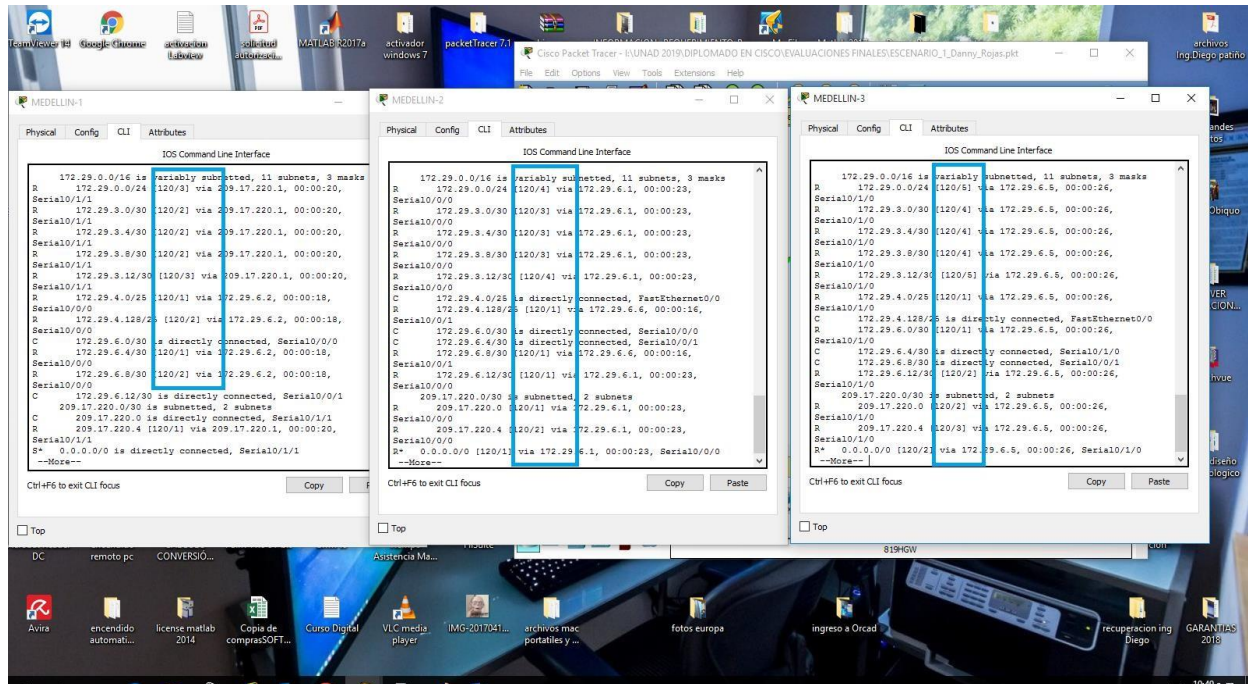 TeamViewer 14
Google Chrome
activacion Labview
solicitud autorizaci...
MATLAB R2017a
activador windows 7
packetTracer 7.1
archivos Ing.Diego patiño
Cisco Packet Tracer - I:\UNAD 2019\DIPLOMADO EN CISCO\EVALUACIONES FINALES\ESCENARIO_1_Danny_Rojas.pkt
File Edit Options View Tools Extensions Help
MEDELLIN-1
Physical Config CLI Attributes
IOS Command Line Interface
172.29.0.0/16 is variably subnetted, 11 subnets, 3 masks
R 172.29.0.0/24 [120/3] via 209.17.220.1, 00:00:20,
Serial0/1/1
R 172.29.3.0/30 [120/2] via 209.17.220.1, 00:00:20,
Serial0/1/1
R 172.29.3.4/30 [120/2] via 209.17.220.1, 00:00:20,
Serial0/1/1
R 172.29.3.8/30 [120/2] via 209.17.220.1, 00:00:20,
Serial0/1/1
R 172.29.3.12/30 [120/3] via 209.17.220.1, 00:00:20,
Serial0/1/1
R 172.29.4.0/25 [120/1] via 172.29.6.2, 00:00:18,
Serial0/0/0
R 172.29.4.128/25 [120/2] via 172.29.6.2, 00:00:18,
Serial0/0/0
C 172.29.6.0/30 is directly connected, Serial0/0/0
R 172.29.6.4/30 [120/1] via 172.29.6.2, 00:00:18,
Serial0/0/0
R 172.29.6.8/30 [120/2] via 172.29.6.2, 00:00:18,
Serial0/0/0
C 172.29.6.12/30 is directly connected, Serial0/0/1
209.17.220.0/30 is subnetted, 2 subnets
C 209.17.220.0 is directly connected, Serial0/1/1
R 209.17.220.4 [120/1] via 209.17.220.1, 00:00:20,
Serial0/1/1
S* 0.0.0.0/0 is directly connected, Serial0/1/1
--More--
Ctrl+F6 to exit CLI focus
Copy
Top
MEDELLIN-2
Physical Config CLI Attributes
IOS Command Line Interface
172.29.0.0/16 is variably subnetted, 11 subnets, 3 masks
R 172.29.0.0/24 [120/4] via 172.29.6.1, 00:00:23,
Serial0/0/0
R 172.29.3.0/30 [120/3] via 172.29.6.1, 00:00:23,
Serial0/0/0
R 172.29.3.4/30 [120/3] via 172.29.6.1, 00:00:23,
Serial0/0/0
R 172.29.3.8/30 [120/3] via 172.29.6.1, 00:00:23,
Serial0/0/0
R 172.29.3.12/30 [120/4] via 172.29.6.1, 00:00:23,
Serial0/0/0
C 172.29.4.0/25 is directly connected, FastEthernet0/0
R 172.29.4.128/25 [120/1] via 172.29.6.6, 00:00:16,
Serial0/0/1
C 172.29.6.0/30 is directly connected, Serial0/0/0
C 172.29.6.4/30 is directly connected, Serial0/0/1
R 172.29.6.8/30 [120/1] via 172.29.6.6, 00:00:16,
Serial0/0/1
R 172.29.6.12/30 [120/1] via 172.29.6.1, 00:00:23,
Serial0/0/0
209.17.220.0/30 is subnetted, 2 subnets
R 209.17.220.0 [120/1] via 172.29.6.1, 00:00:23,
Serial0/0/0
R 209.17.220.4 [120/2] via 172.29.6.1, 00:00:23,
Serial0/0/0
R* 0.0.0.0/0 [120/1] via 172.29.6.1, 00:00:23, Serial0/0/0
--More--
Ctrl+F6 to exit CLI focus
Copy Paste
Top
MEDELLIN-3
Physical Config CLI Attributes
IOS Command Line Interface
172.29.0.0/16 is variably subnetted, 11 subnets, 3 masks
R 172.29.0.0/24 [120/5] via 172.29.6.5, 00:00:26,
Serial0/1/0
R 172.29.3.0/30 [120/4] via 172.29.6.5, 00:00:26,
Serial0/1/0
R 172.29.3.4/30 [120/4] via 172.29.6.5, 00:00:26,
Serial0/1/0
R 172.29.3.8/30 [120/4] via 172.29.6.5, 00:00:26,
Serial0/1/0
R 172.29.3.12/30 [120/5] via 172.29.6.5, 00:00:26,
Serial0/1/0
R 172.29.4.0/25 [120/1] via 172.29.6.5, 00:00:26,
Serial0/1/0
C 172.29.4.128/25 is directly connected, FastEthernet0/0
R 172.29.6.0/30 [120/1] via 172.29.6.5, 00:00:26,
Serial0/1/0
C 172.29.6.4/30 is directly connected, Serial0/1/0
C 172.29.6.8/30 is directly connected, Serial0/1/1
R 172.29.6.12/30 [120/2] via 172.29.6.5, 00:00:26,
Serial0/1/0
209.17.220.0/30 is subnetted, 2 subnets
R 209.17.220.0 [120/2] via 172.29.6.5, 00:00:26,
Serial0/1/0
R 209.17.220.4 [120/3] via 172.29.6.5, 00:00:26,
Serial0/1/0
R* 0.0.0.0/0 [120/2] via 172.29.6.5, 00:00:26, Serial0/1/0
--More--
Ctrl+F6 to exit CLI focus
Copy Paste
Top
819HGW
DC
remoto pc
CONVERSIÓ...
Asistencia Ma...
Avira
encendido automati...
license matlab 2014
Copia de comprasSOFT...
Curso Digital
VLC media player
IMG-2017041...
archivos mac portatiles y ...
fotos europa
ingreso a Orcad
recuperacion ing Diego
GARANTIAS 2018